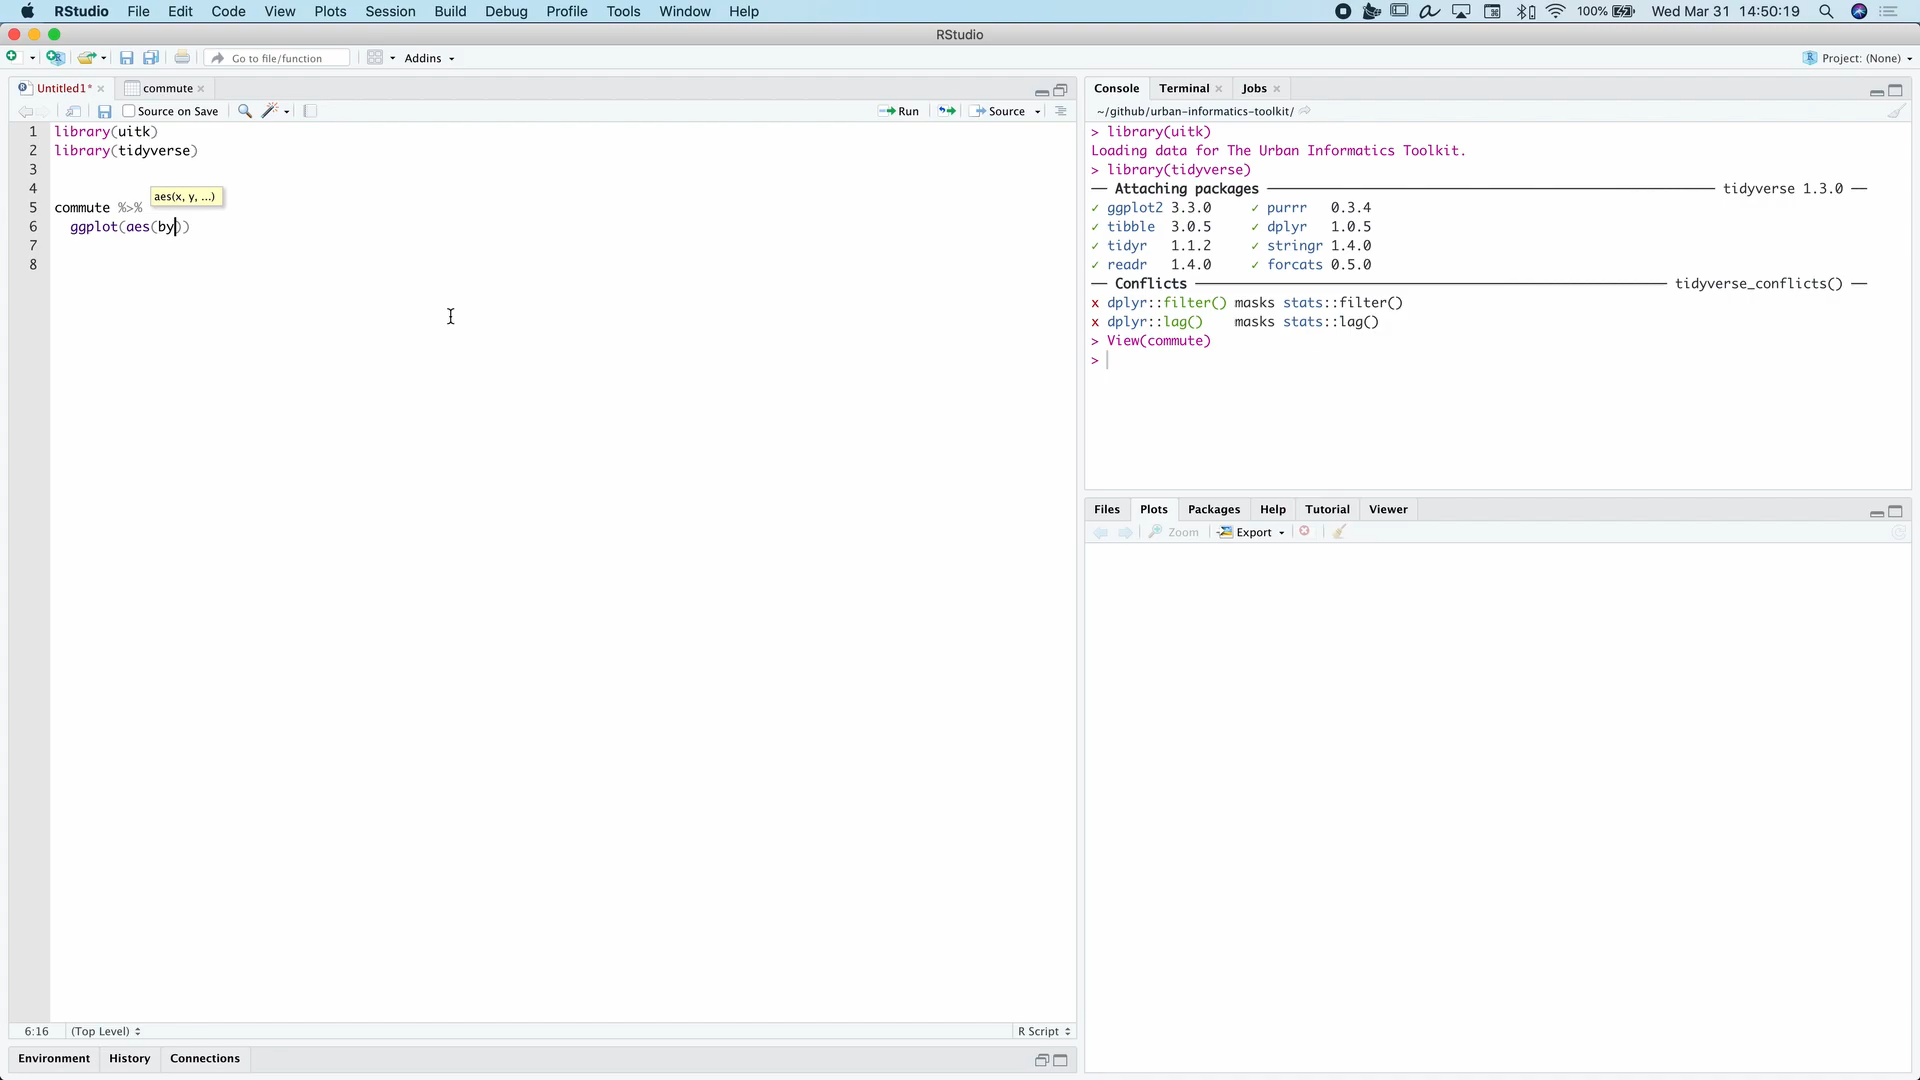 RStudio File Edit Code View Plots Session Build Debug Profile Tools Window Help 100% Wed Mar 31 14:50:19
RStudio
Go to file/function Addins Project: (None)
Untitled1* commute
Source on Save Run Source
1 library(uitk)
2 library(tidyverse)
3
4
aes(x, y, ...)
5 commute %>%
6 ggplot(aes(by))
7
8
6:16 (Top Level) R Script
Environment History Connections
Console Terminal Jobs
~/github/urban-informatics-toolkit/
> library(uitk)
Loading data for The Urban Informatics Toolkit.
> library(tidyverse)
— Attaching packages ——— tidyverse 1.3.0 —
✓ ggplot2 3.3.0 ✓ purrr 0.3.4
✓ tibble 3.0.5 ✓ dplyr 1.0.5
✓ tidyr 1.1.2 ✓ stringr 1.4.0
✓ readr 1.4.0 ✓ forcats 0.5.0
— Conflicts ——— tidyverse_conflicts() —
x dplyr::filter() masks stats::filter()
x dplyr::lag() masks stats::lag()
> View(commute)
>
Files Plots Packages Help Tutorial Viewer
Zoom Export